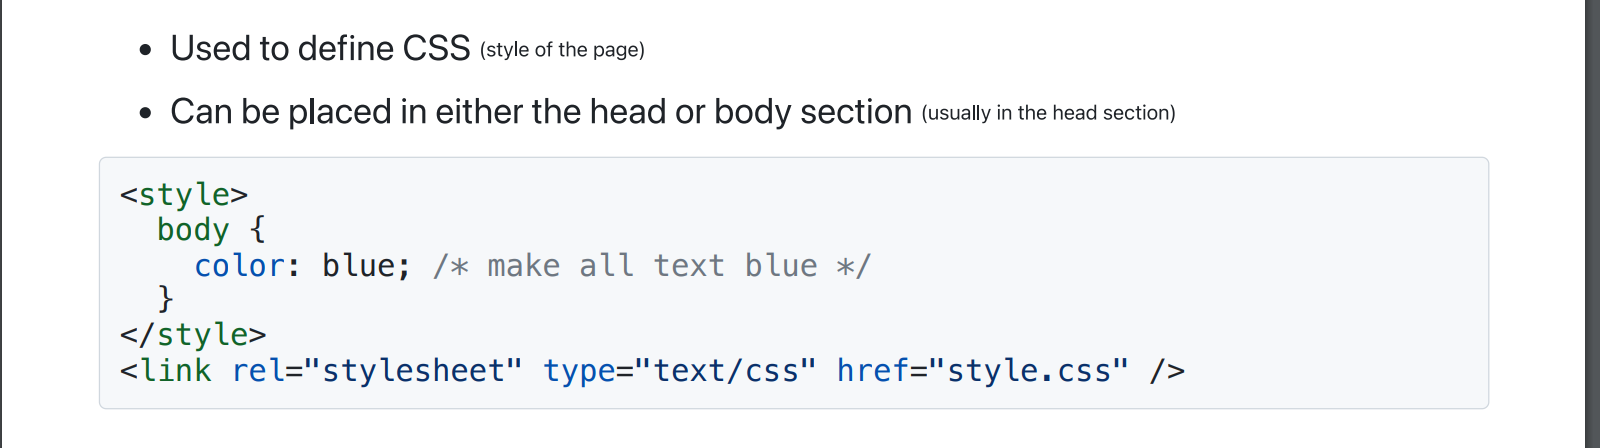 • Used to define CSS (style of the page)
• Can be placed in either the head or body section (usually in the head section)
<style>
  body {
    color: blue; /* make all text blue */
  }
</style>
<link rel="stylesheet" type="text/css" href="style.css" />